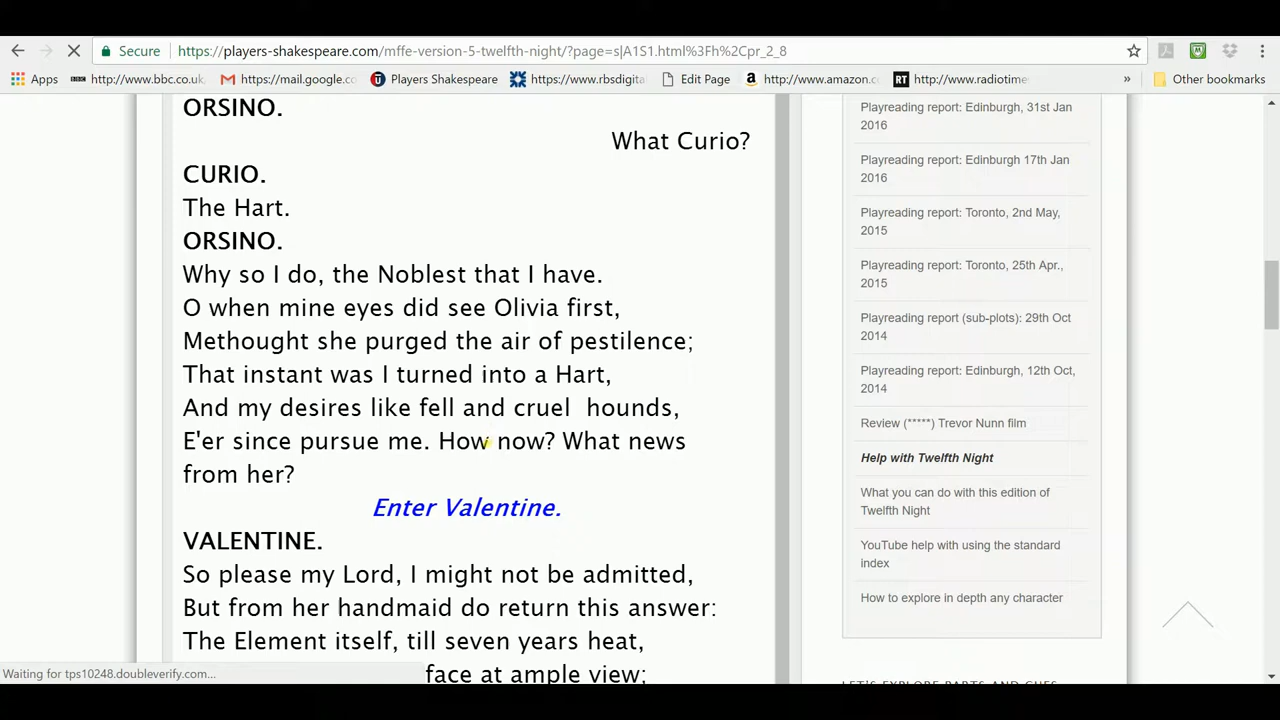 Secure
https://players-shakespeare.com/mffe-version-5-twelfth-night/?page=s|A1S1.html%3Fh%2Cpr_2_8
Apps
http://www.bbc.co.uk
https://mail.google.co
Players Shakespeare
https://www.rbsdigita
Edit Page
http://www.amazon.c
http://www.radiotime
»
Other bookmarks
ORSINO.
What Curio?
CURIO.
The Hart.
ORSINO.
Why so I do, the Noblest that I have.
O when mine eyes did see Olivia first,
Methought she purged the air of pestilence;
That instant was I turned into a Hart,
And my desires like fell and cruel  hounds,
E'er since pursue me. How now? What news
from her?
Enter Valentine.
VALENTINE.
So please my Lord, I might not be admitted,
But from her handmaid do return this answer:
The Element itself, till seven years heat,
face at ample view;
Waiting for tps10248.doubleverify.com...
Playreading report: Edinburgh, 31st Jan
2016
Playreading report: Edinburgh 17th Jan
2016
Playreading report: Toronto, 2nd May,
2015
Playreading report: Toronto, 25th Apr.,
2015
Playreading report (sub-plots): 29th Oct
2014
Playreading report: Edinburgh, 12th Oct,
2014
Review (*****) Trevor Nunn film
Help with Twelfth Night
What you can do with this edition of
Twelfth Night
YouTube help with using the standard
index
How to explore in depth any character
LET'S EXPLORE PARTS AND CUES